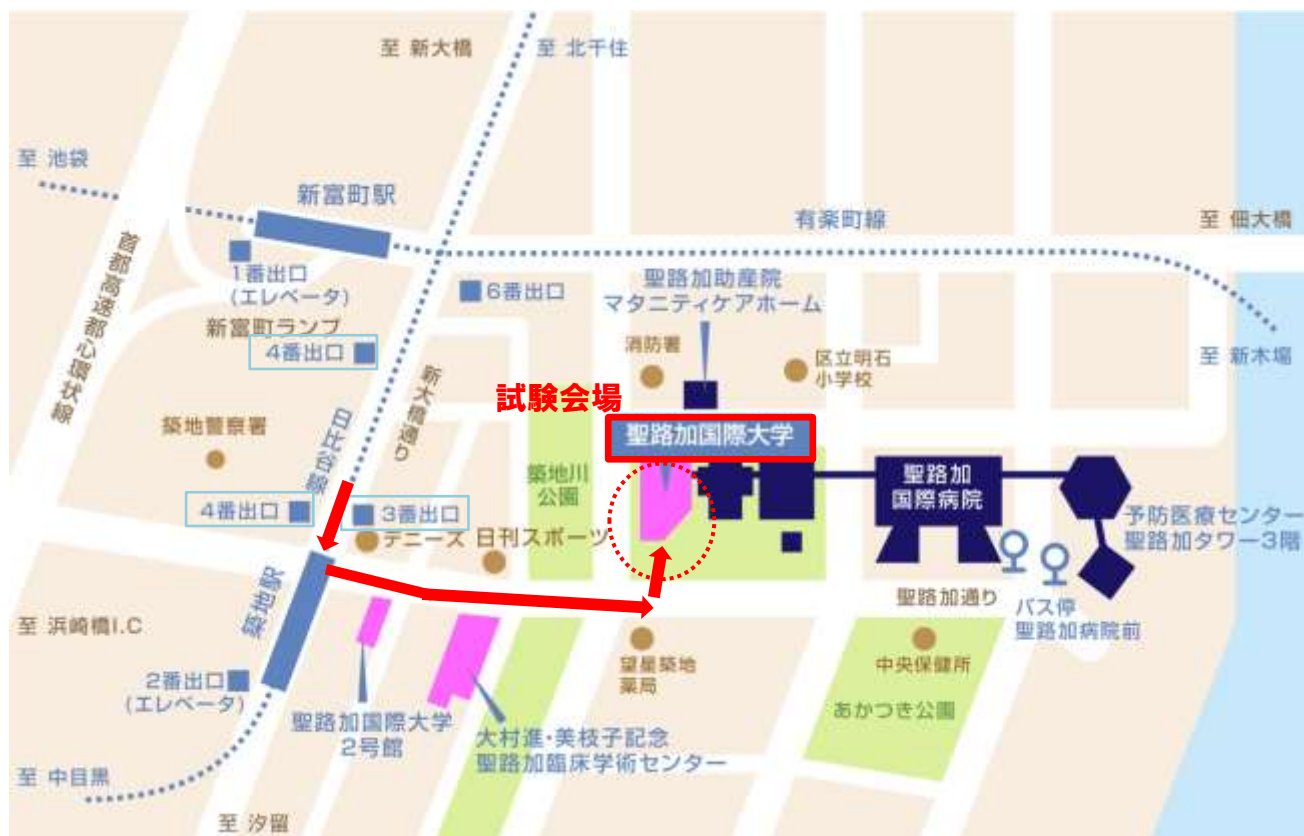 至 新大橋
至 北千住
至 池袋
新富町駅
有楽町線
至 佃大橋
首都高速都心環状線
1番出口
(エレベータ)
6番出口
聖路加助産院
マタニティケアホーム
新富町ランプ
4番出口
消防署
区立明石
小学校
至 新木場
新大橋通り
試験会場
聖路加国際大学
築地警察署
日比谷線
築地川
公園
聖路加
国際病院
4番出口
3番出口
デニーズ
日刊スポーツ
予防医療センター
聖路加タワー3階
築地駅
聖路加通り
バス停
聖路加病院前
至 浜崎橋I.C
望星築地
薬局
中央保健所
2番出口
(エレベータ)
あかつき公園
聖路加国際大学
2号館
大村進・美枝子記念
聖路加臨床学術センター
至 中目黒
至 汐留